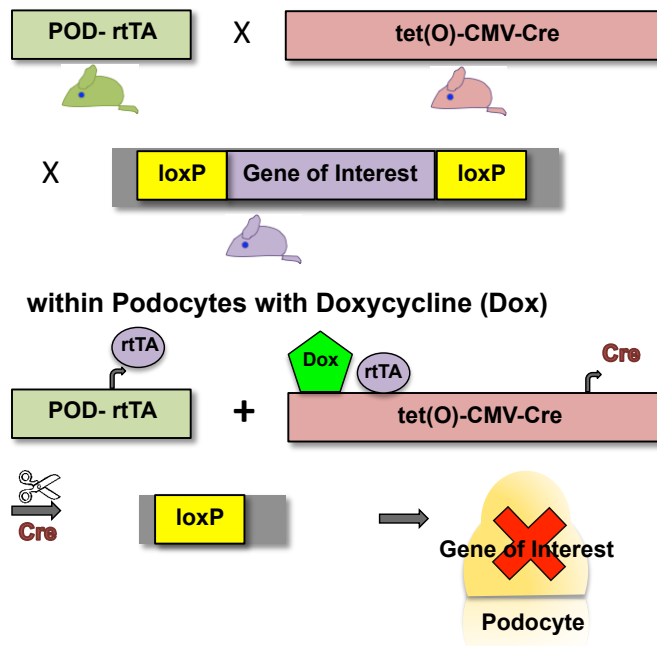 POD- rtTA X tet(O)-CMV-Cre
X loxP Gene of Interest loxP
within Podocytes with Doxycycline (Dox)
rtTA Dox rtTA Cre
POD- rtTA + tet(O)-CMV-Cre
Cre loxP
Gene of Interest
Podocyte